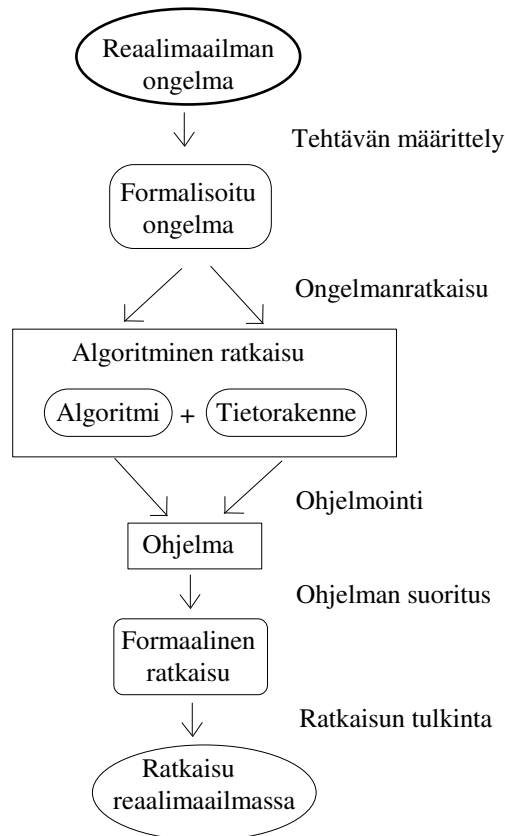 Reaalimaailman
ongelma
Tehtävän määrittely
Formalisoitu
ongelma
Ongelmanratkaisu
Algoritminen ratkaisu
Algoritmi + Tietorakenne
Ohjelmointi
Ohjelma
Ohjelman suoritus
Formaalinen
ratkaisu
Ratkaisun tulkinta
Ratkaisu
reaalimaailmassa